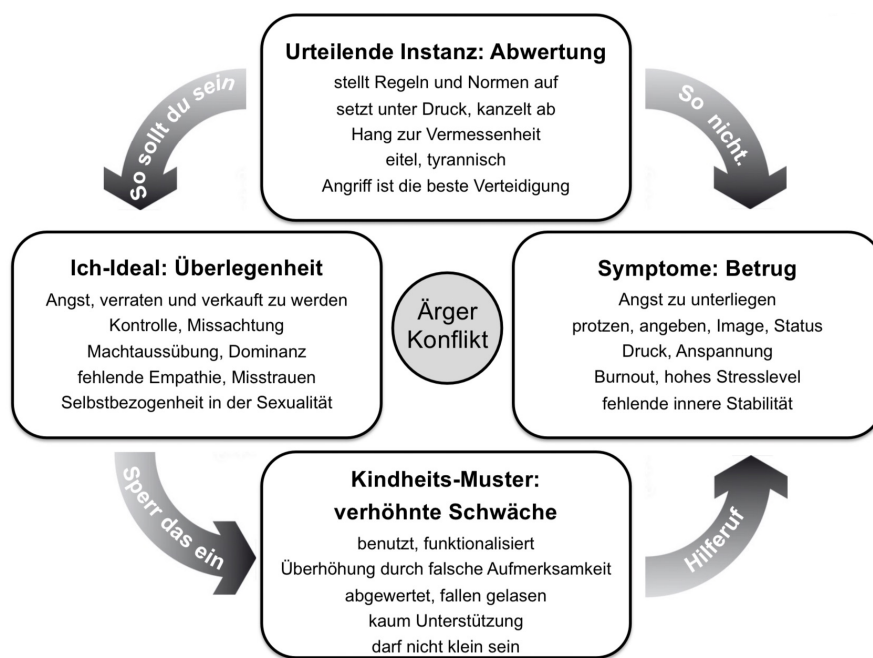 Urteilende Instanz: Abwertung
stellt Regeln und Normen auf
setzt unter Druck, kanzelt ab
Hang zur Vermessenheit
eitel, tyrannisch
Angriff ist die beste Verteidigung
So sollt du sein
So nicht.
Ich-Ideal: Überlegenheit
Angst, verraten und verkauft zu werden
Kontrolle, Missachtung
Machtausübung, Dominanz
fehlende Empathie, Misstrauen
Selbstbezogenheit in der Sexualität
Ärger
Konflikt
Symptome: Betrug
Angst zu unterliegen
protzen, angeben, Image, Status
Druck, Anspannung
Burnout, hohes Stresslevel
fehlende innere Stabilität
Sperr das ein
Kindheits-Muster:
verhöhnte Schwäche
benutzt, funktionalisiert
Überhöhung durch falsche Aufmerksamkeit
abgewertet, fallen gelasen
kaum Unterstützung
darf nicht klein sein
Hilferuf